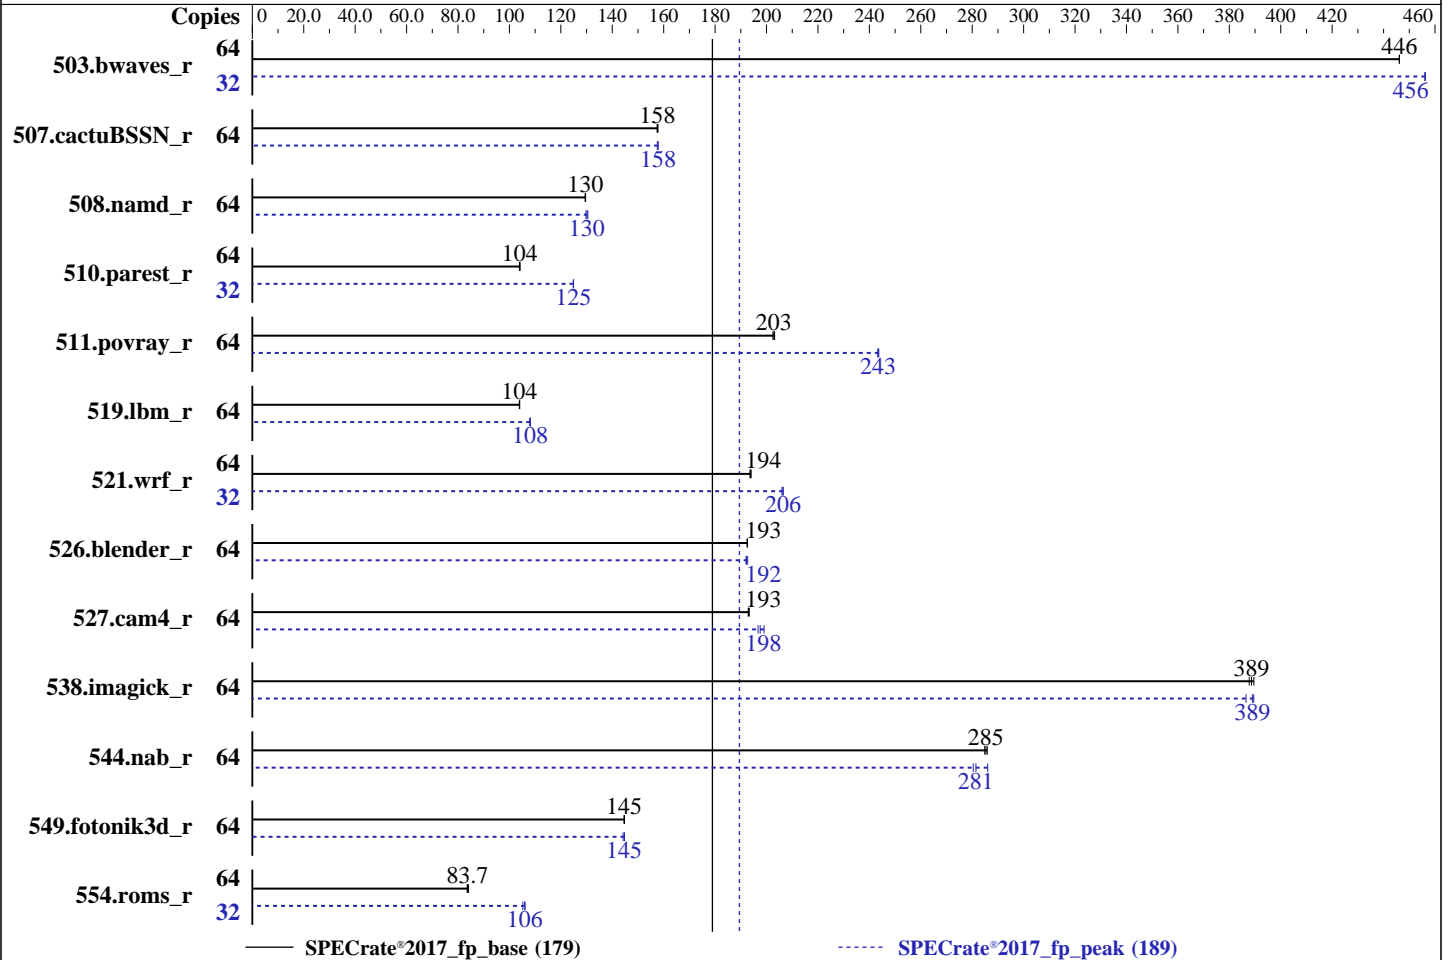 Copies 0 20.0 40.0 60.0 80.0 100 120 140 160 180 200 220 240 260 280 300 320 340 360 380 400 420 460
503.bwaves_r 64 446
32 456
507.cactuBSSN_r 64 158
158
508.namd_r 64 130
130
510.parest_r 64 104
32 125
511.povray_r 64 203
243
519.lbm_r 64 104
108
521.wrf_r 64 194
32 206
526.blender_r 64 193
192
527.cam4_r 64 193
198
538.imagick_r 64 389
389
544.nab_r 64 285
281
549.fotonik3d_r 64 145
145
554.roms_r 64 83.7
32 106
SPECrate®2017_fp_base (179) SPECrate®2017_fp_peak (189)